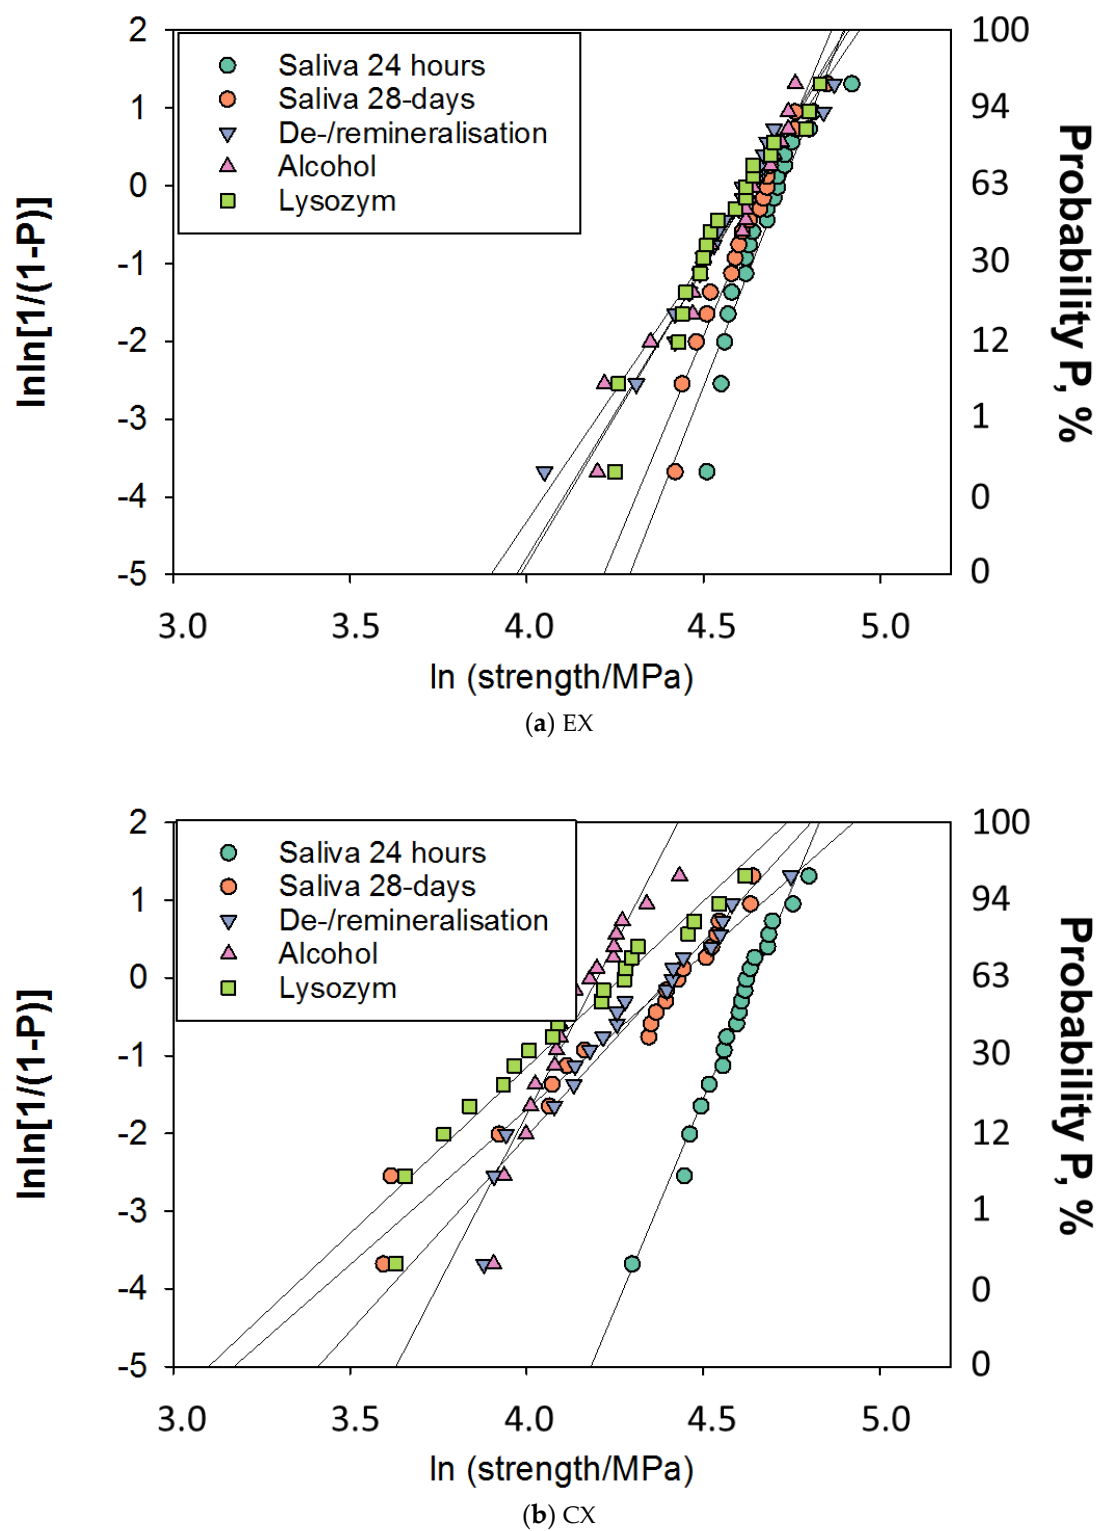 2
1
0
-1
-2
-3
-4
-5
lnln[1/(1-P)]
Saliva 24 hours
Saliva 28-days
De-/remineralisation
Alcohol
Lysozym
100
94
63
30
12
1
0
0
Probability P, %
3.0 3.5 4.0 4.5 5.0
ln (strength/MPa)
(a) EX
2
1
0
-1
-2
-3
-4
-5
lnln[1/(1-P)]
Saliva 24 hours
Saliva 28-days
De-/remineralisation
Alcohol
Lysozym
100
94
63
30
12
1
0
0
Probability P, %
3.0 3.5 4.0 4.5 5.0
ln (strength/MPa)
(b) CX